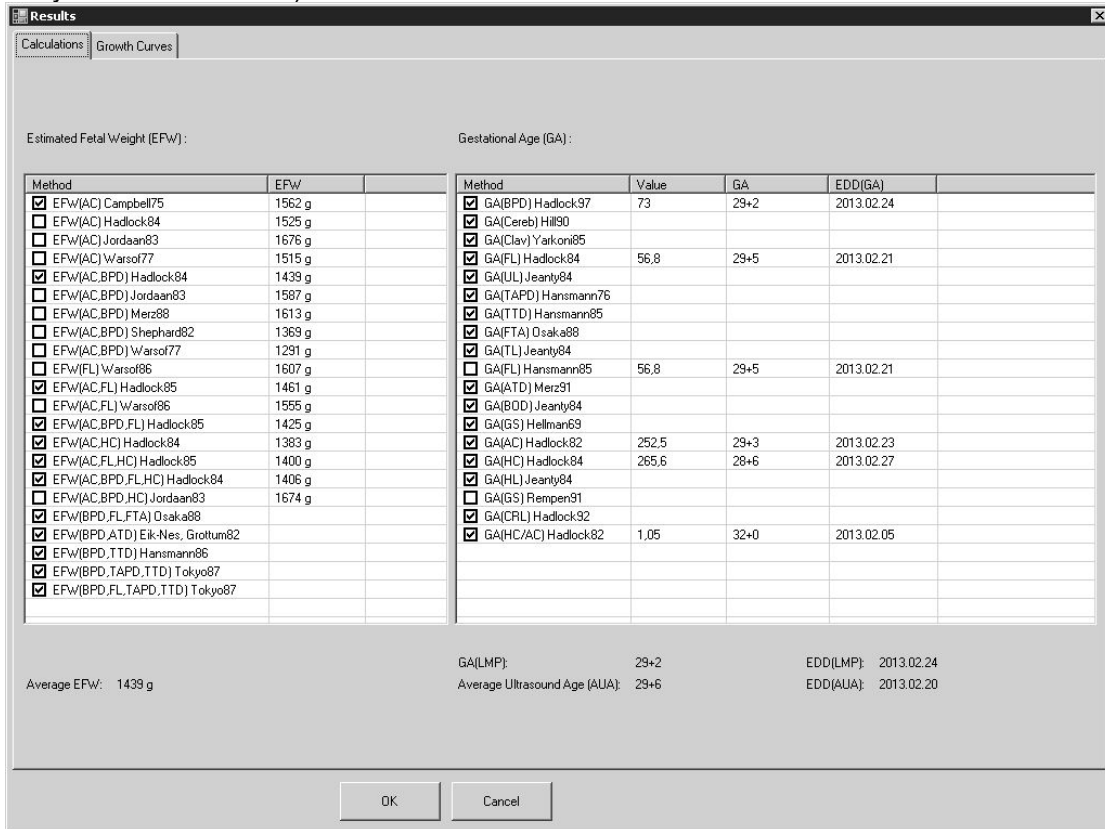 Results
Calculations Growth Curves
Estimated Fetal Weight (EFW) :
Method EFW
EFW(AC) Campbell75 1562 g
EFW(AC) Hadlock84 1525 g
EFW(AC) Jordaan83 1676 g
EFW(AC) Warsof77 1515 g
EFW(AC,BPD) Hadlock84 1439 g
EFW(AC,BPD) Jordaan83 1587 g
EFW(AC,BPD) Merz88 1613 g
EFW(AC,BPD) Shephard82 1369 g
EFW(AC,BPD) Warsof77 1291 g
EFW(FL) Warsof86 1607 g
EFW(AC,FL) Hadlock85 1461 g
EFW(AC,FL) Warsof86 1555 g
EFW(AC,BPD,FL) Hadlock85 1425 g
EFW(AC,HC) Hadlock84 1383 g
EFW(AC,FL,HC) Hadlock85 1400 g
EFW(AC,BPD,FL,HC) Hadlock84 1406 g
EFW(AC,BPD,HC) Jordaan83 1674 g
EFW(BPD,FL,FTA) Osaka88
EFW(BPD,ATD) Eik-Nes, Grottum82
EFW(BPD,TTD) Hansmann86
EFW(BPD,TAPD,TTD) Tokyo87
EFW(BPD,FL,TAPD,TTD) Tokyo87
Average EFW: 1439 g
Gestational Age (GA) :
Method Value GA EDD(GA)
GA(BPD) Hadlock97 73 29+2 2013.02.24
GA(Cereb) Hill90
GA(Clav) Yarkoni85
GA(FL) Hadlock84 56,8 29+5 2013.02.21
GA(UL) Jeanty84
GA(TAPD) Hansmann76
GA(TTD) Hansmann85
GA(FTA) Osaka88
GA(TL) Jeanty84
GA(FL) Hansmann85 56,8 29+5 2013.02.21
GA(ATD) Merz91
GA(BOD) Jeanty84
GA(GS) Hellman69
GA(AC) Hadlock82 252,5 29+3 2013.02.23
GA(HC) Hadlock84 265,6 28+6 2013.02.27
GA(HL) Jeanty84
GA(GS) Rempen91
GA(CRL) Hadlock92
GA(HC/AC) Hadlock82 1,05 32+0 2013.02.05
GA(LMP): 29+2 EDD(LMP): 2013.02.24
Average Ultrasound Age (AUA): 29+6 EDD(AUA): 2013.02.20
OK Cancel